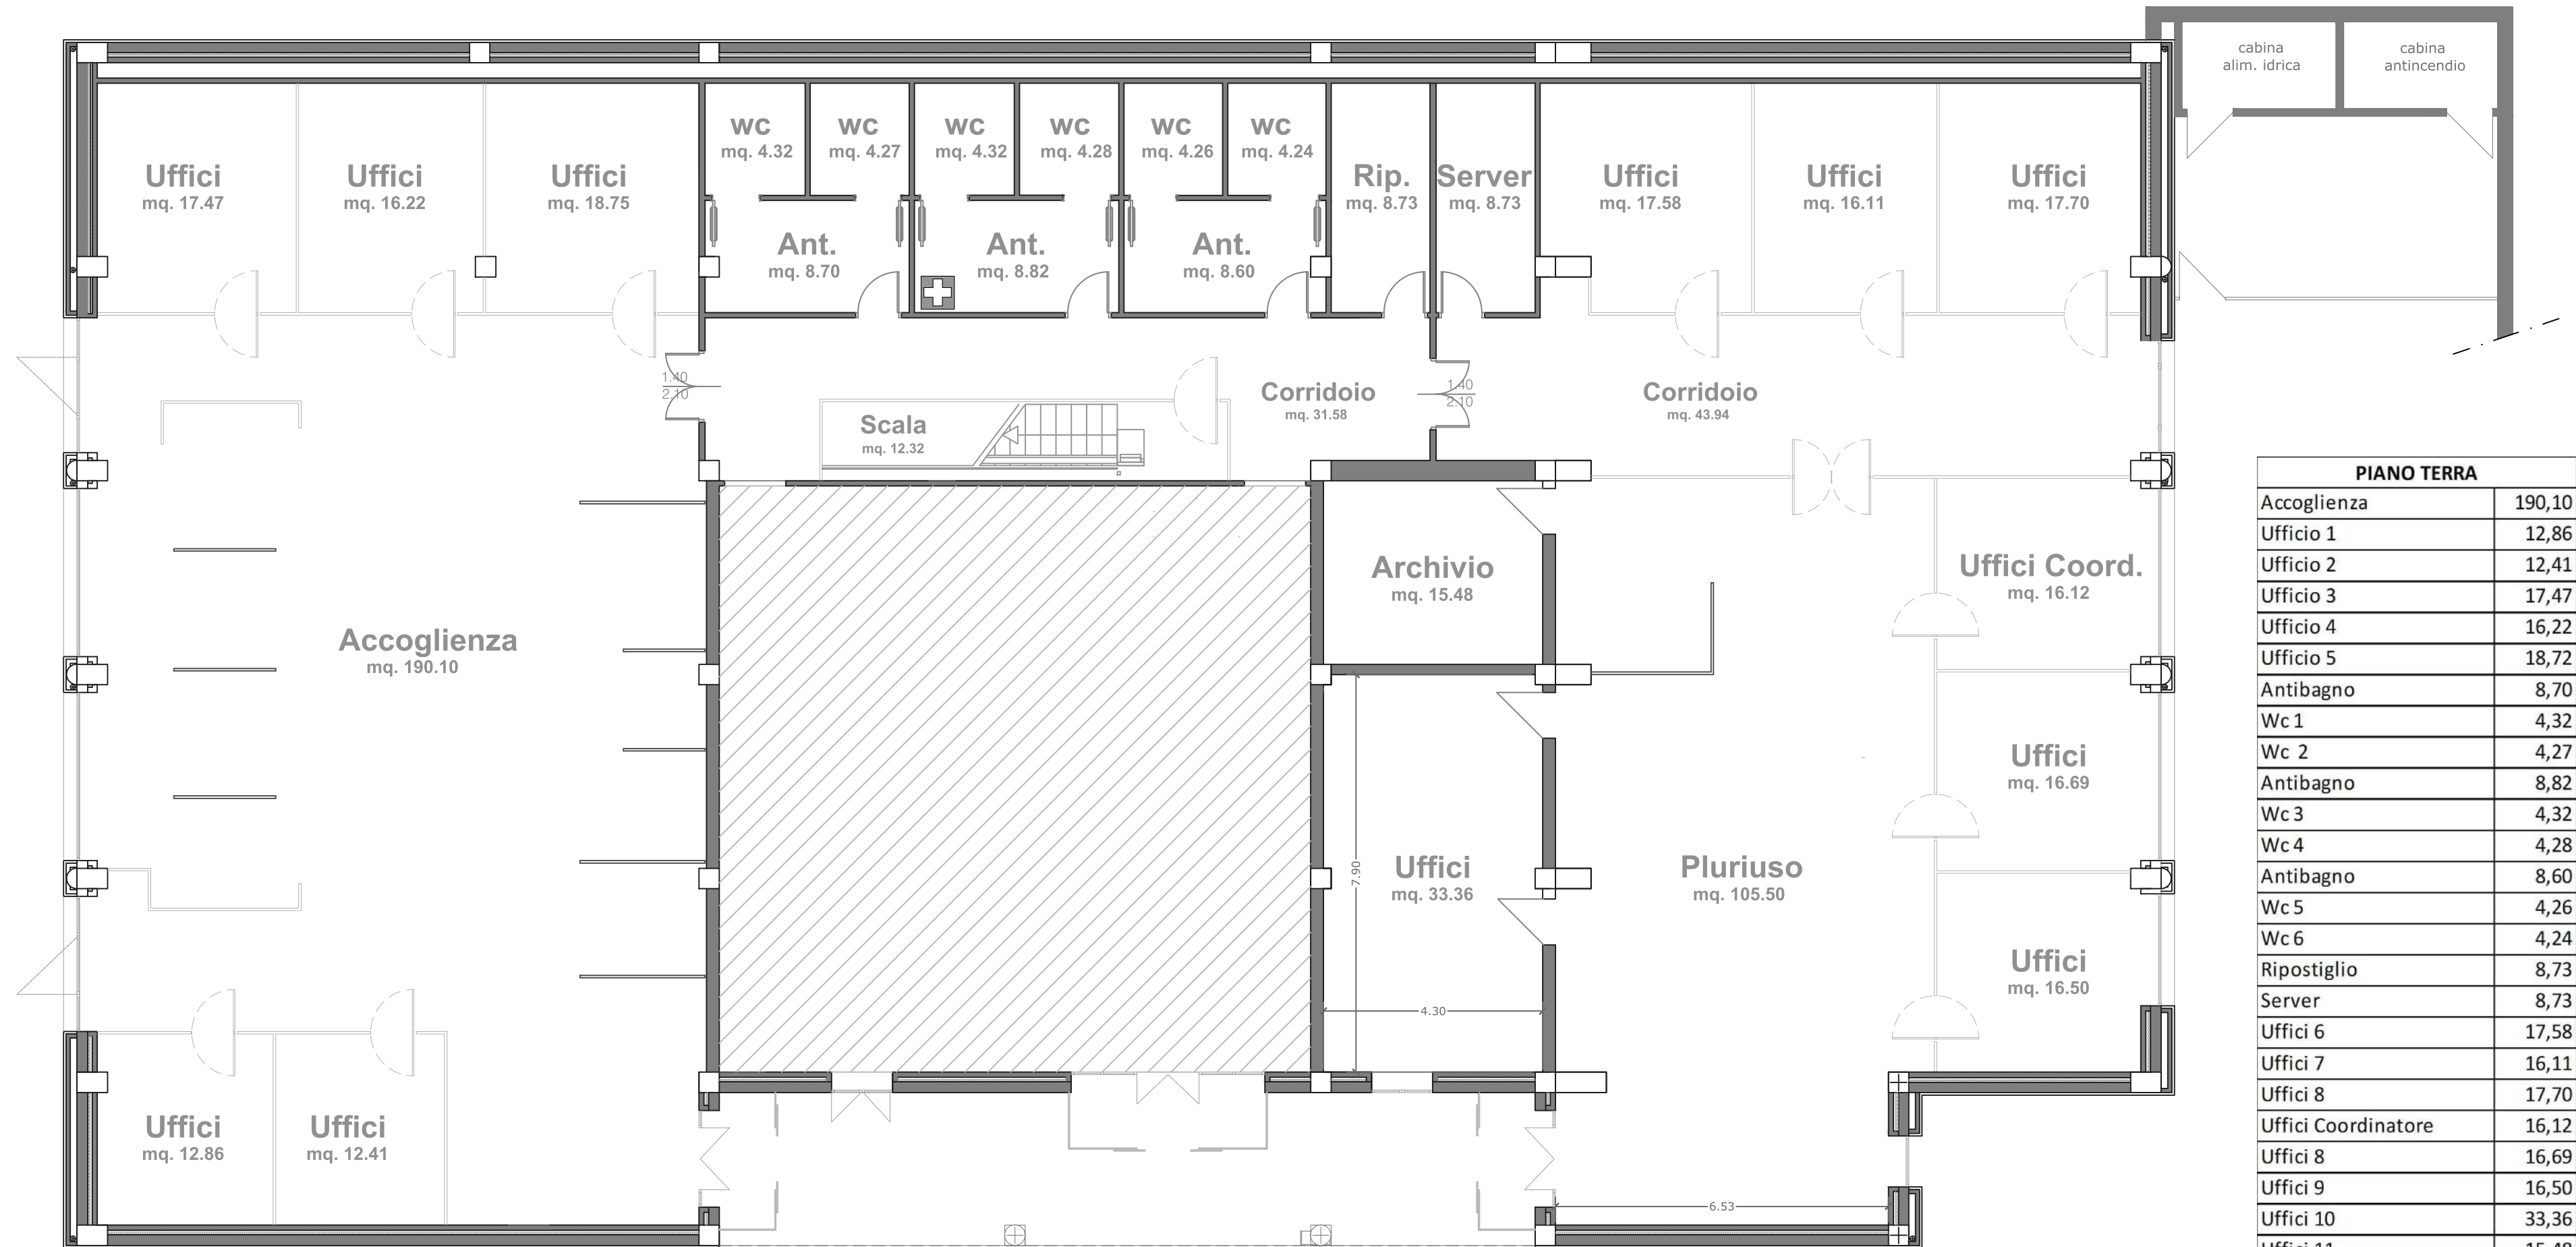 cabina
alim. idrica
cabina
antincendio
wc
mq. 4.32
wc
mq. 4.27
wc
mq. 4.32
wc
mq. 4.28
wc
mq. 4.26
wc
mq. 4.24
Uffici
mq. 17.47
Uffici
mq. 16.22
Uffici
mq. 18.75
Rip.
mq. 8.73
Server
mq. 8.73
Uffici
mq. 17.58
Uffici
mq. 16.11
Uffici
mq. 17.70
Ant.
mq. 8.70
Ant.
mq. 8.82
Ant.
mq. 8.60
1.40
2.10
Corridoio
mq. 31.58
1.40
2.10
Corridoio
mq. 43.94
Scala
mq. 12.32
Archivio
mq. 15.48
Uffici Coord.
mq. 16.12
Accoglienza
mq. 190.10
Uffici
mq. 16.69
7.90
Uffici
mq. 33.36
Pluriuso
mq. 105.50
Uffici
mq. 16.50
4.30
Uffici
mq. 12.86
Uffici
mq. 12.41
6.53
PIANO TERRA
Accoglienza 190,10
Ufficio 1 12,86
Ufficio 2 12,41
Ufficio 3 17,47
Ufficio 4 16,22
Ufficio 5 18,72
Antibagno 8,70
Wc 1 4,32
Wc 2 4,27
Antibagno 8,82
Wc 3 4,32
Wc 4 4,28
Antibagno 8,60
Wc 5 4,26
Wc 6 4,24
Ripostiglio 8,73
Server 8,73
Uffici 6 17,58
Uffici 7 16,11
Uffici 8 17,70
Uffici Coordinatore 16,12
Uffici 8 16,69
Uffici 9 16,50
Uffici 10 33,36
Uffici 11 15,48